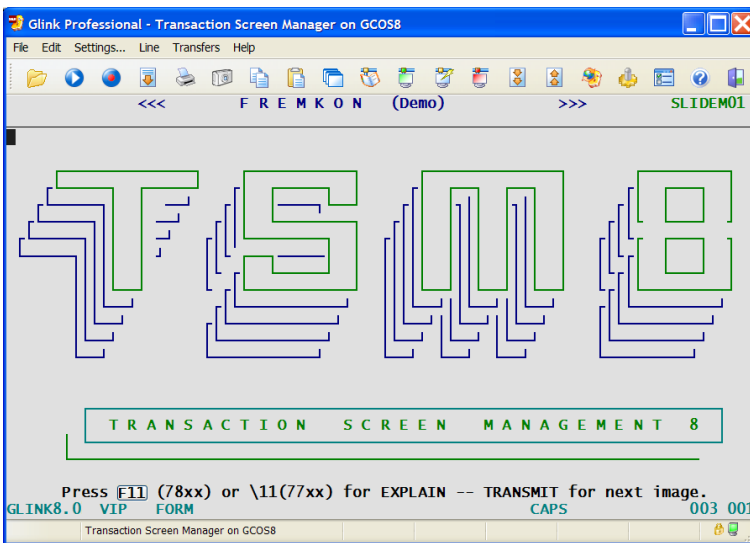 Glink Professional - Transaction Screen Manager on GCOS8
File Edit Settings... Line Transfers Help
<<< F R E M K O N (Demo) >>> SLIDEM01
TSM8
T R A N S A C T I O N S C R E E N M A N A G E M E N T 8
Press F11 (78xx) or \11(77xx) for EXPLAIN -- TRANSMIT for next image.
GLINK8.0 VIP FORM CAPS 003 001
Transaction Screen Manager on GCOS8